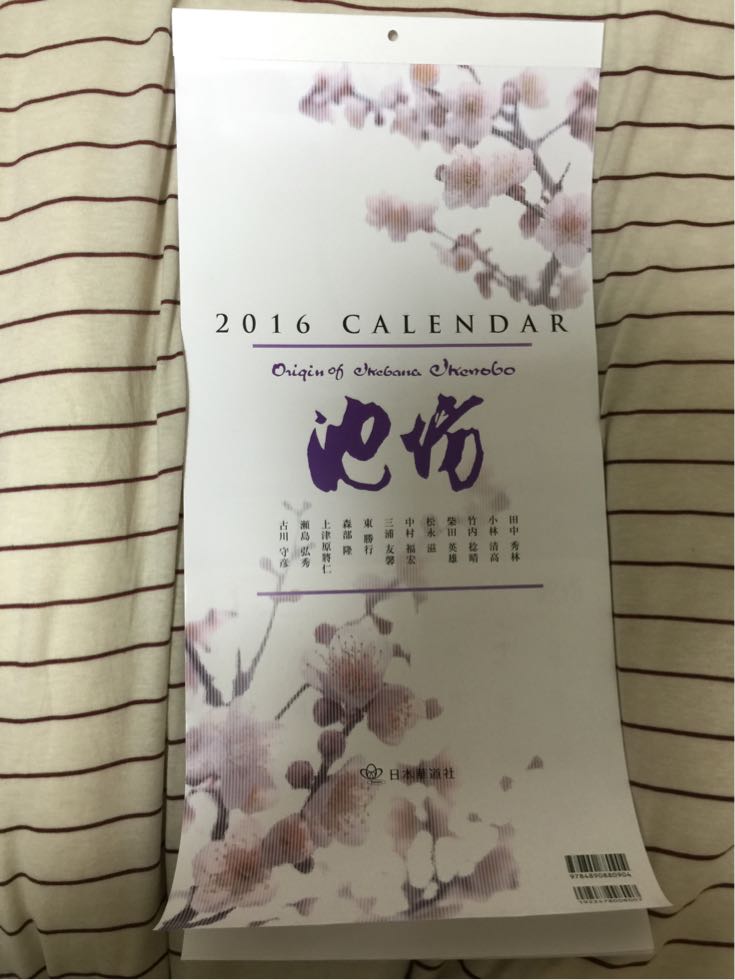 2016 CALENDAR
Origin of Ikebana Ikenobo
池坊
田中 秀林
小林 清高
竹内 稔晴
柴田 英雄
松永 滋
中村 福宏
三浦 友馨
東 勝行
森部 隆
上津原將仁
瀬島 弘秀
古川 守彦
日本華道社
9784890880904